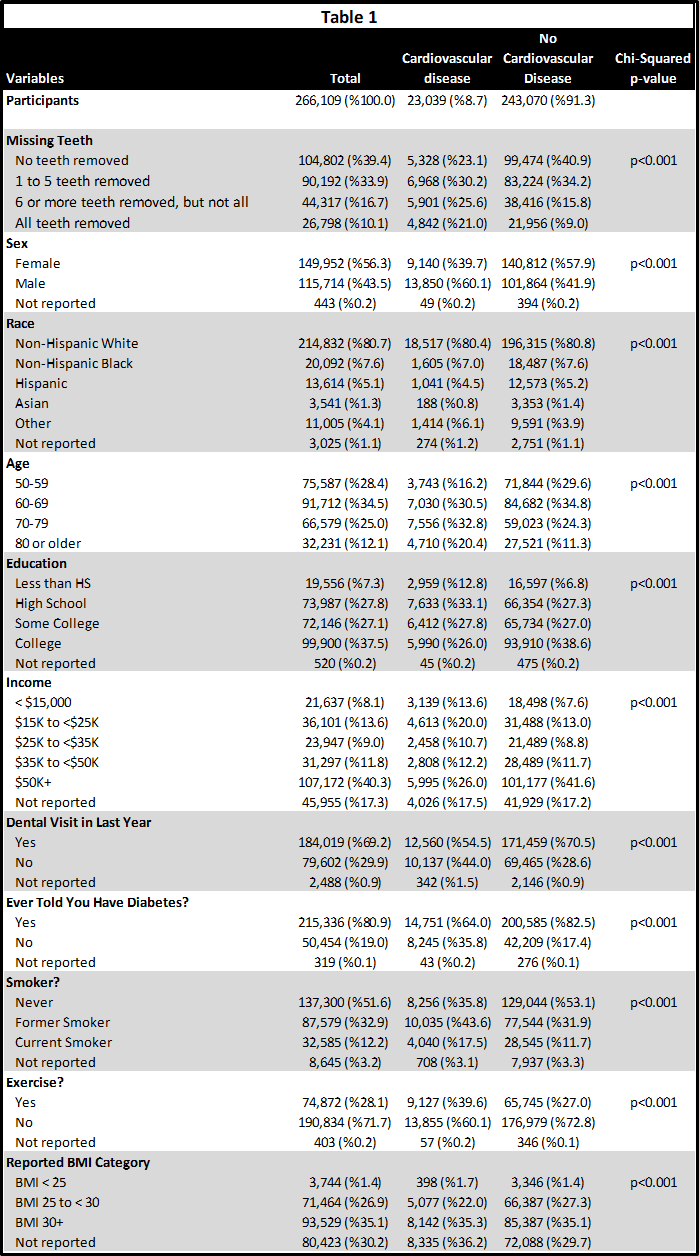 Table 1
Variables Total Cardiovascular disease No Cardiovascular Disease Chi-Squared p-value
Participants 266,109 (%100.0) 23,039 (%8.7) 243,070 (%91.3)
Missing Teeth
No teeth removed 104,802 (%39.4) 5,328 (%23.1) 99,474 (%40.9) p<0.001
1 to 5 teeth removed 90,192 (%33.9) 6,968 (%30.2) 83,224 (%34.2)
6 or more teeth removed, but not all 44,317 (%16.7) 5,901 (%25.6) 38,416 (%15.8)
All teeth removed 26,798 (%10.1) 4,842 (%21.0) 21,956 (%9.0)
Sex
Female 149,952 (%56.3) 9,140 (%39.7) 140,812 (%57.9) p<0.001
Male 115,714 (%43.5) 13,850 (%60.1) 101,864 (%41.9)
Not reported 443 (%0.2) 49 (%0.2) 394 (%0.2)
Race
Non-Hispanic White 214,832 (%80.7) 18,517 (%80.4) 196,315 (%80.8) p<0.001
Non-Hispanic Black 20,092 (%7.6) 1,605 (%7.0) 18,487 (%7.6)
Hispanic 13,614 (%5.1) 1,041 (%4.5) 12,573 (%5.2)
Asian 3,541 (%1.3) 188 (%0.8) 3,353 (%1.4)
Other 11,005 (%4.1) 1,414 (%6.1) 9,591 (%3.9)
Not reported 3,025 (%1.1) 274 (%1.2) 2,751 (%1.1)
Age
50-59 75,587 (%28.4) 3,743 (%16.2) 71,844 (%29.6) p<0.001
60-69 91,712 (%34.5) 7,030 (%30.5) 84,682 (%34.8)
70-79 66,579 (%25.0) 7,556 (%32.8) 59,023 (%24.3)
80 or older 32,231 (%12.1) 4,710 (%20.4) 27,521 (%11.3)
Education
Less than HS 19,556 (%7.3) 2,959 (%12.8) 16,597 (%6.8) p<0.001
High School 73,987 (%27.8) 7,633 (%33.1) 66,354 (%27.3)
Some College 72,146 (%27.1) 6,412 (%27.8) 65,734 (%27.0)
College 99,900 (%37.5) 5,990 (%26.0) 93,910 (%38.6)
Not reported 520 (%0.2) 45 (%0.2) 475 (%0.2)
Income
< $15,000 21,637 (%8.1) 3,139 (%13.6) 18,498 (%7.6) p<0.001
$15K to <$25K 36,101 (%13.6) 4,613 (%20.0) 31,488 (%13.0)
$25K to <$35K 23,947 (%9.0) 2,458 (%10.7) 21,489 (%8.8)
$35K to <$50K 31,297 (%11.8) 2,808 (%12.2) 28,489 (%11.7)
$50K+ 107,172 (%40.3) 5,995 (%26.0) 101,177 (%41.6)
Not reported 45,955 (%17.3) 4,026 (%17.5) 41,929 (%17.2)
Dental Visit in Last Year
Yes 184,019 (%69.2) 12,560 (%54.5) 171,459 (%70.5) p<0.001
No 79,602 (%29.9) 10,137 (%44.0) 69,465 (%28.6)
Not reported 2,488 (%0.9) 342 (%1.5) 2,146 (%0.9)
Ever Told You Have Diabetes?
Yes 215,336 (%80.9) 14,751 (%64.0) 200,585 (%82.5) p<0.001
No 50,454 (%19.0) 8,245 (%35.8) 42,209 (%17.4)
Not reported 319 (%0.1) 43 (%0.2) 276 (%0.1)
Smoker?
Never 137,300 (%51.6) 8,256 (%35.8) 129,044 (%53.1) p<0.001
Former Smoker 87,579 (%32.9) 10,035 (%43.6) 77,544 (%31.9)
Current Smoker 32,585 (%12.2) 4,040 (%17.5) 28,545 (%11.7)
Not reported 8,645 (%3.2) 708 (%3.1) 7,937 (%3.3)
Exercise?
Yes 74,872 (%28.1) 9,127 (%39.6) 65,745 (%27.0) p<0.001
No 190,834 (%71.7) 13,855 (%60.1) 176,979 (%72.8)
Not reported 403 (%0.2) 57 (%0.2) 346 (%0.1)
Reported BMI Category
BMI < 25 3,744 (%1.4) 398 (%1.7) 3,346 (%1.4) p<0.001
BMI 25 to < 30 71,464 (%26.9) 5,077 (%22.0) 66,387 (%27.3)
BMI 30+ 93,529 (%35.1) 8,142 (%35.3) 85,387 (%35.1)
Not reported 80,423 (%30.2) 8,335 (%36.2) 72,088 (%29.7)